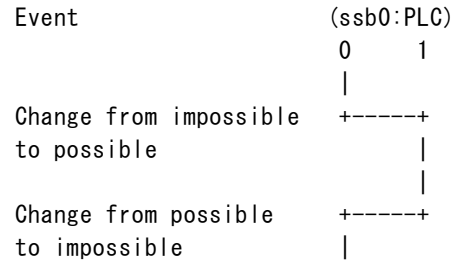 Event (ssb0:PLC)
0 1
|
Change from impossible +-----+
to possible |
|
Change from possible +-----+
to impossible |